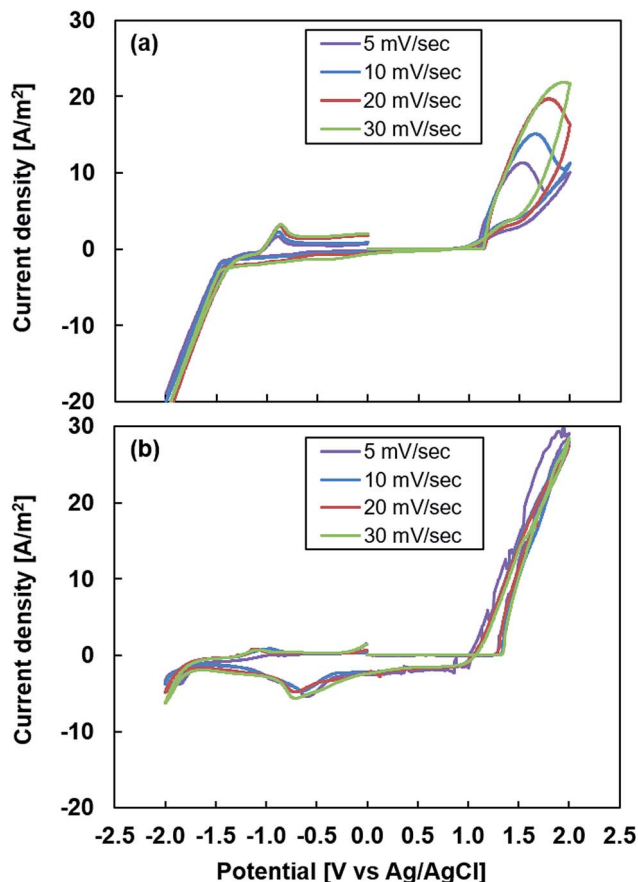 30
(a)
5 mV/sec
10 mV/sec
20 mV/sec
30 mV/sec
20
10
0
-10
-20
Current density [A/m²]
30
(b)
5 mV/sec
10 mV/sec
20 mV/sec
30 mV/sec
20
10
0
-10
-20
Current density [A/m²]
-2.5 -2.0 -1.5 -1.0 -0.5 0.0 0.5 1.0 1.5 2.0 2.5
Potential [V vs Ag/AgCl]